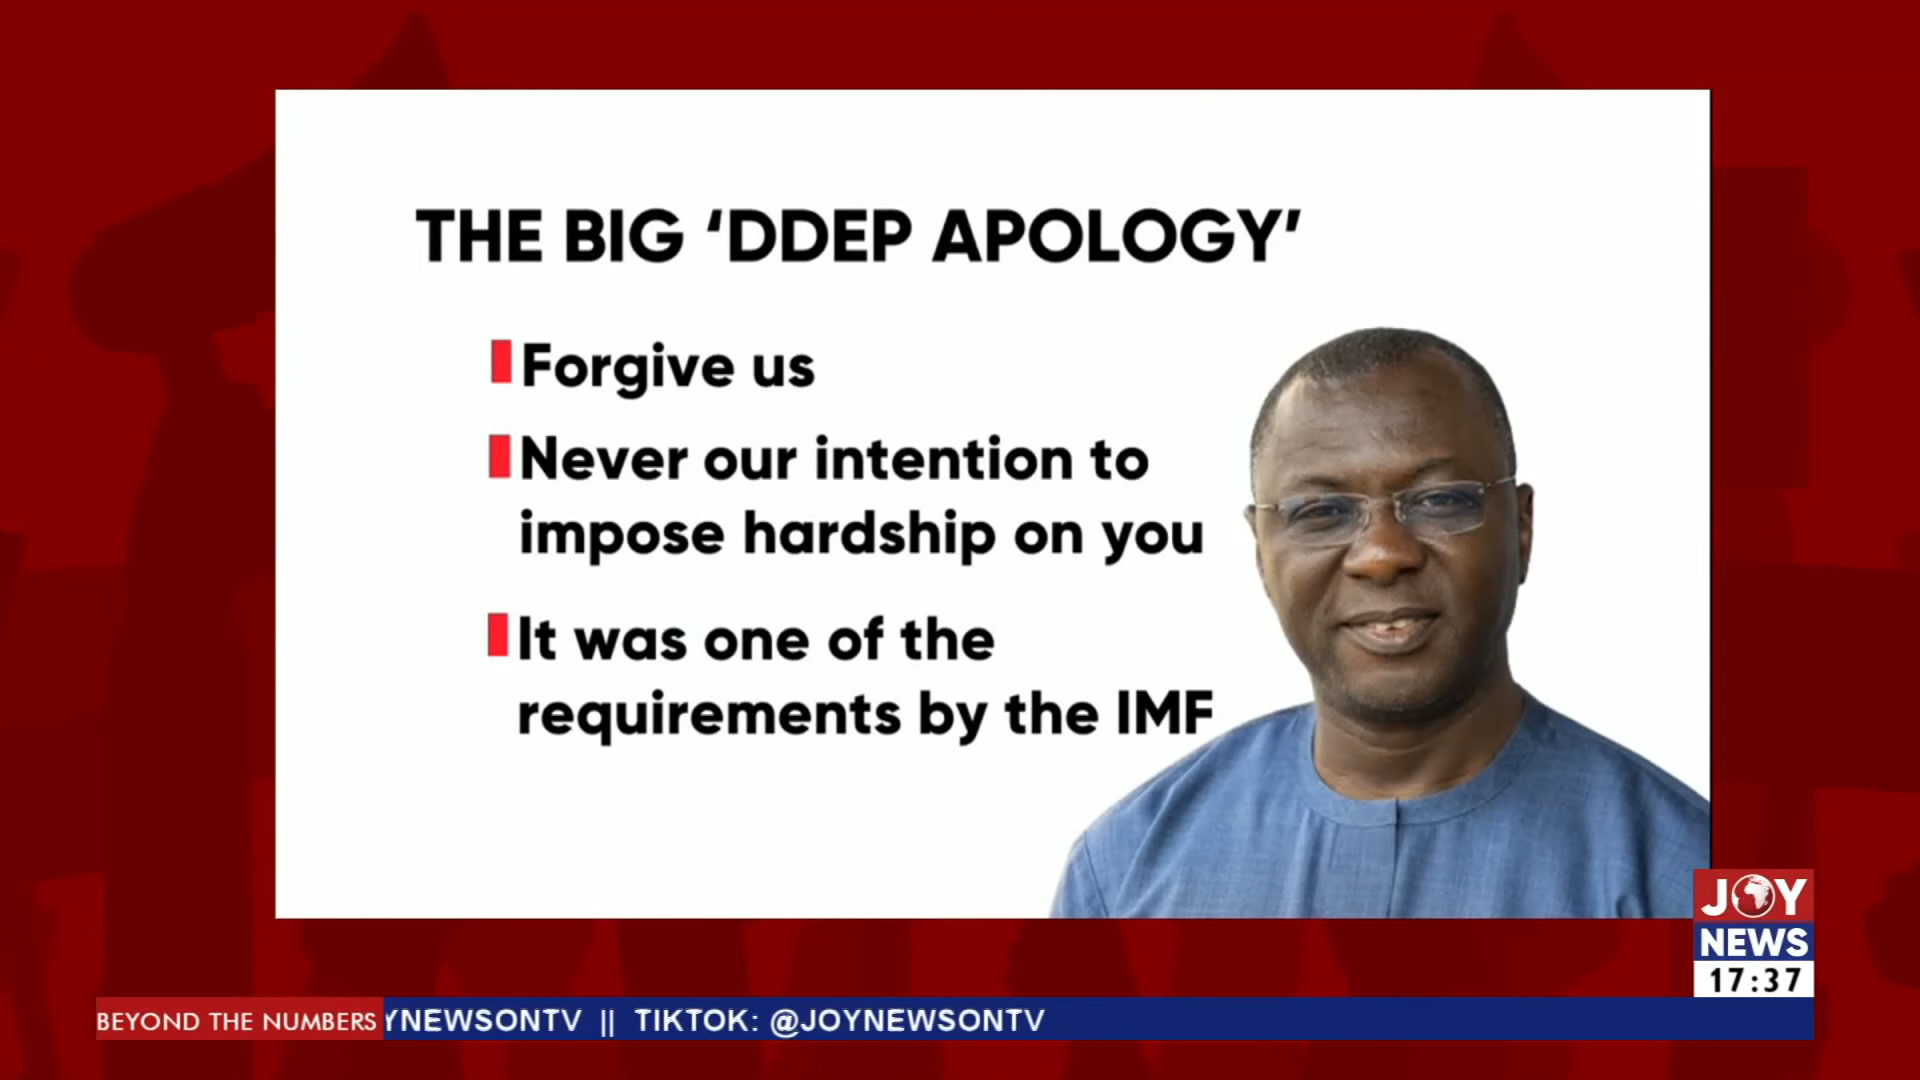 THE BIG ‘DDEP APOLOGY’
Forgive us
Never our intention to
impose hardship on you
It was one of the
requirements by the IMF
JOY
NEWS
17:37
BEYOND THE NUMBERS
YNEWSONTV || TIKTOK: @JOYNEWSONTV